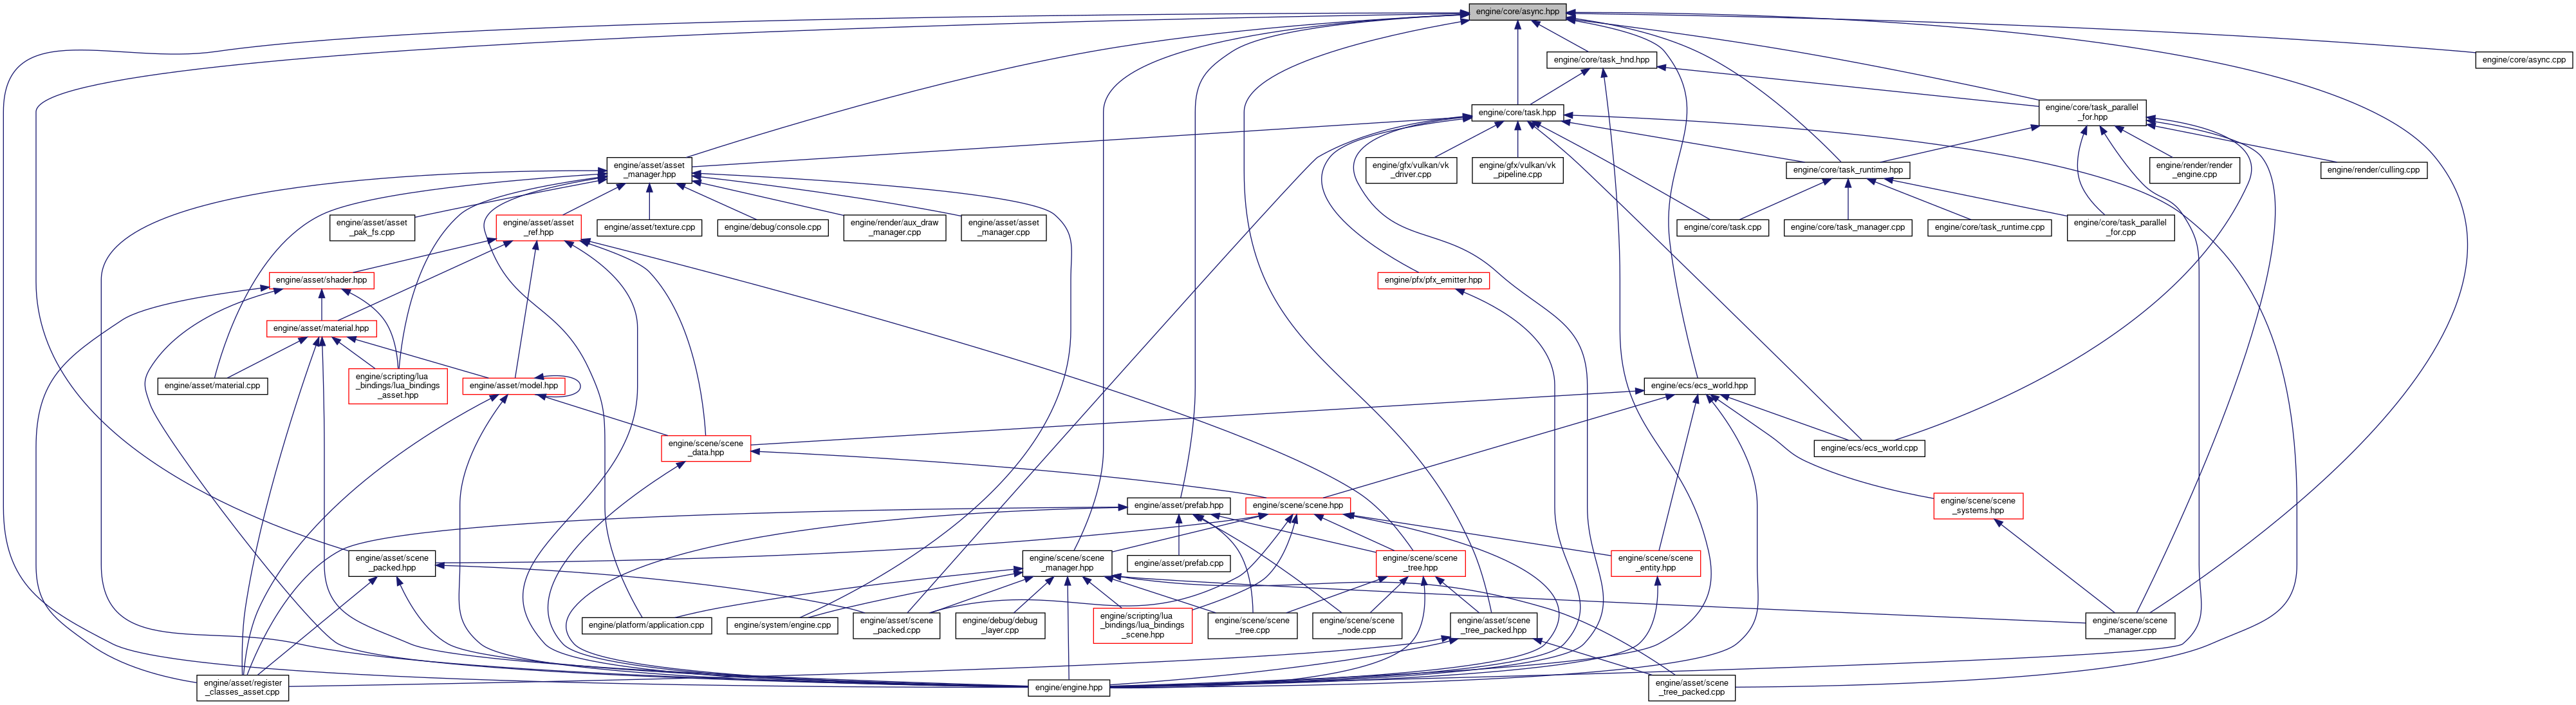 engine/core/async.hpp
engine/core/task_hnd.hpp
engine/core/async.cpp
engine/core/task.hpp
engine/core/task_parallel
_for.hpp
engine/asset/asset
_manager.hpp
engine/gfx/vulkan/vk
_driver.cpp
engine/gfx/vulkan/vk
_pipeline.cpp
engine/core/task_runtime.hpp
engine/render/render
_engine.cpp
engine/render/culling.cpp
engine/asset/asset
_pak_fs.cpp
engine/asset/asset
_ref.hpp
engine/asset/texture.cpp
engine/debug/console.cpp
engine/render/aux_draw
_manager.cpp
engine/asset/asset
_manager.cpp
engine/core/task.cpp
engine/core/task_manager.cpp
engine/core/task_runtime.cpp
engine/core/task_parallel
_for.cpp
engine/asset/shader.hpp
engine/pfx/pfx_emitter.hpp
engine/asset/material.hpp
engine/asset/material.cpp
engine/scripting/lua
_bindings/lua_bindings
_asset.hpp
engine/asset/model.hpp
engine/ecs/ecs_world.hpp
engine/scene/scene
_data.hpp
engine/ecs/ecs_world.cpp
engine/asset/prefab.hpp
engine/scene/scene.hpp
engine/scene/scene
_systems.hpp
engine/asset/scene
_packed.hpp
engine/scene/scene
_manager.hpp
engine/asset/prefab.cpp
engine/scene/scene
_tree.hpp
engine/scene/scene
_entity.hpp
engine/platform/application.cpp
engine/system/engine.cpp
engine/asset/scene
_packed.cpp
engine/debug/debug
_layer.cpp
engine/scripting/lua
_bindings/lua_bindings
_scene.hpp
engine/scene/scene
_tree.cpp
engine/scene/scene
_node.cpp
engine/asset/scene
_tree_packed.hpp
engine/scene/scene
_manager.cpp
engine/asset/register
_classes_asset.cpp
engine/engine.hpp
engine/asset/scene
_tree_packed.cpp